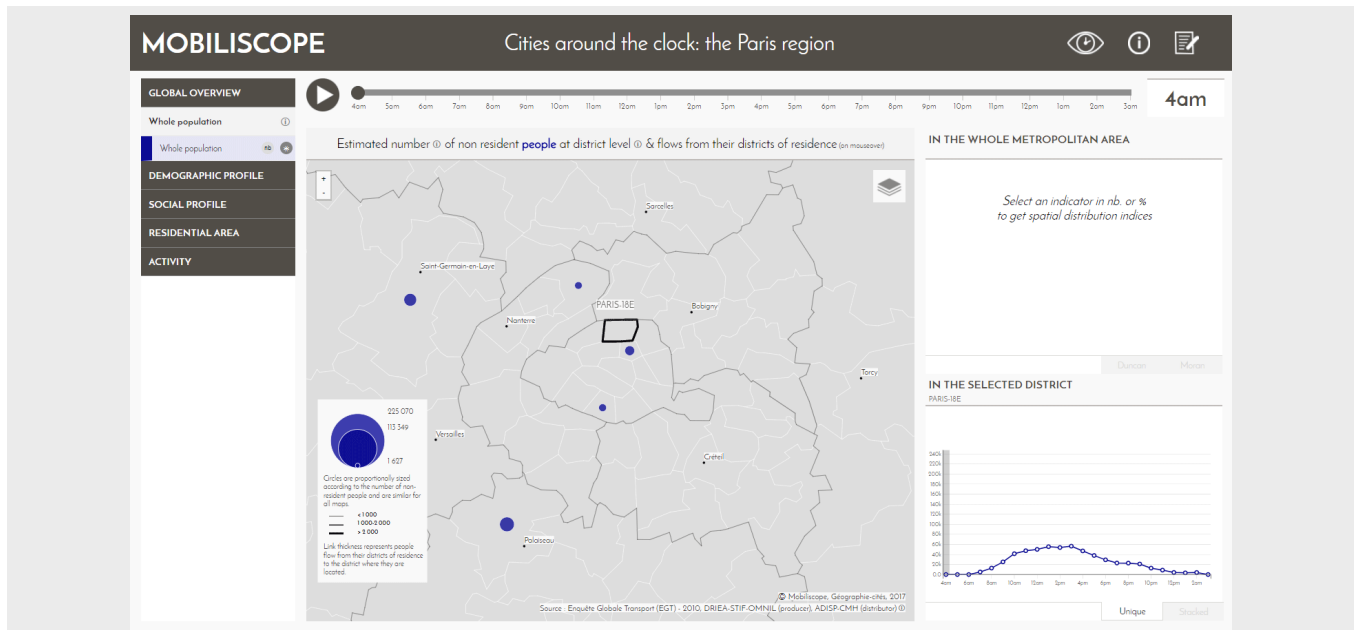 MOBILISCOPE
Cities around the clock: the Paris region
GLOBAL OVERVIEW
Whole population
Whole population nb
DEMOGRAPHIC PROFILE
SOCIAL PROFILE
RESIDENTIAL AREA
ACTIVITY
4am 5am 6am 7am 8am 9am 10am 11am 12am 1pm 2pm 3pm 4pm 5pm 6pm 7pm 8pm 9pm 10pm 11pm 12pm 1am 2am 3am
4am
Estimated number of non resident people at district level & flows from their districts of residence (on mouseover)
+
-
Sarcelles
Saint-Germain-en-Laye
PARIS-18E
Bobigny
Nanterre
Torcy
Versailles
Créteil
Palaiseau
225 070
113 349
1 627
Circles are proportionally sized
according to the number of non-
resident people and are similar for
all maps.
< 1 000
1 000-2 000
> 2 000
Link thickness represents people
flow from their districts of residence
to the district where they are
located.
© Mobiliscope, Géographie-cités, 2017
Source : Enquête Globale Transport (EGT) - 2010, DRIEA-STIF-OMNIL (producer), ADISP-CMH (distributor)
IN THE WHOLE METROPOLITAN AREA
Select an indicator in nb. or %
to get spatial distribution indices
Duncan Moran
IN THE SELECTED DISTRICT
PARIS-18E
240k
220k
200k
180k
160k
140k
120k
100k
80k
60k
40k
20k
0.0
4am 6am 8am 10am 12am 2pm 4pm 6pm 8pm 10pm 12pm 2am
Unique Stacked